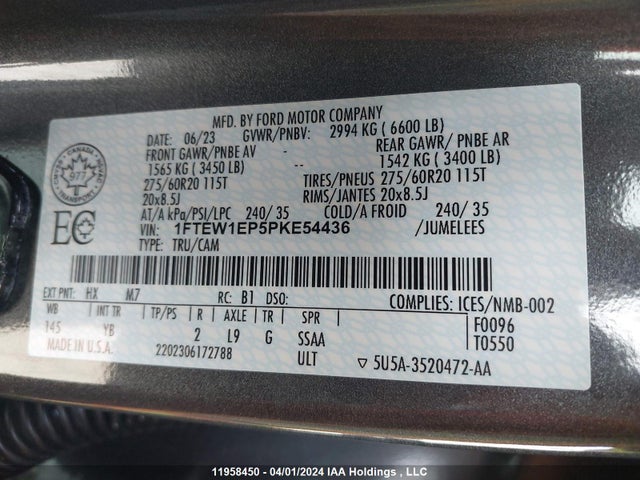 MFD. BY FORD MOTOR COMPANY
DATE: 06/23 GVWR/PNBV: 2994 KG ( 6600 LB)
FRONT GAWR/PNBE AV -- REAR GAWR/ PNBE AR
1565 KG ( 3450 LB) - 1542 KG ( 3400 LB)
275/60R20 115T TIRES/PNEUS 275/60R20 115T
20x8.5J RIMS/JANTES 20x8.5J
AT/A kPa/PSI/LPC 240/ 35 COLD/A FROID 240/ 35
VIN: 1FTEW1EP5PKE54436 /JUMELEES
TYPE: TRU/CAM
CANADA
977
TRANSPORT
EC
EXT PNT: HX M7 RC: B1 DSO: COMPLIES: ICES/NMB-002
WB INT TR TP/PS R AXLE TR SPR F0096
145 YB 2 L9 G SSAA T0550
MADE IN U.S.A. 2202306172788 ULT ▽ 5U5A-3520472-AA
11958450 - 04/01/2024 IAA Holdings , LLC